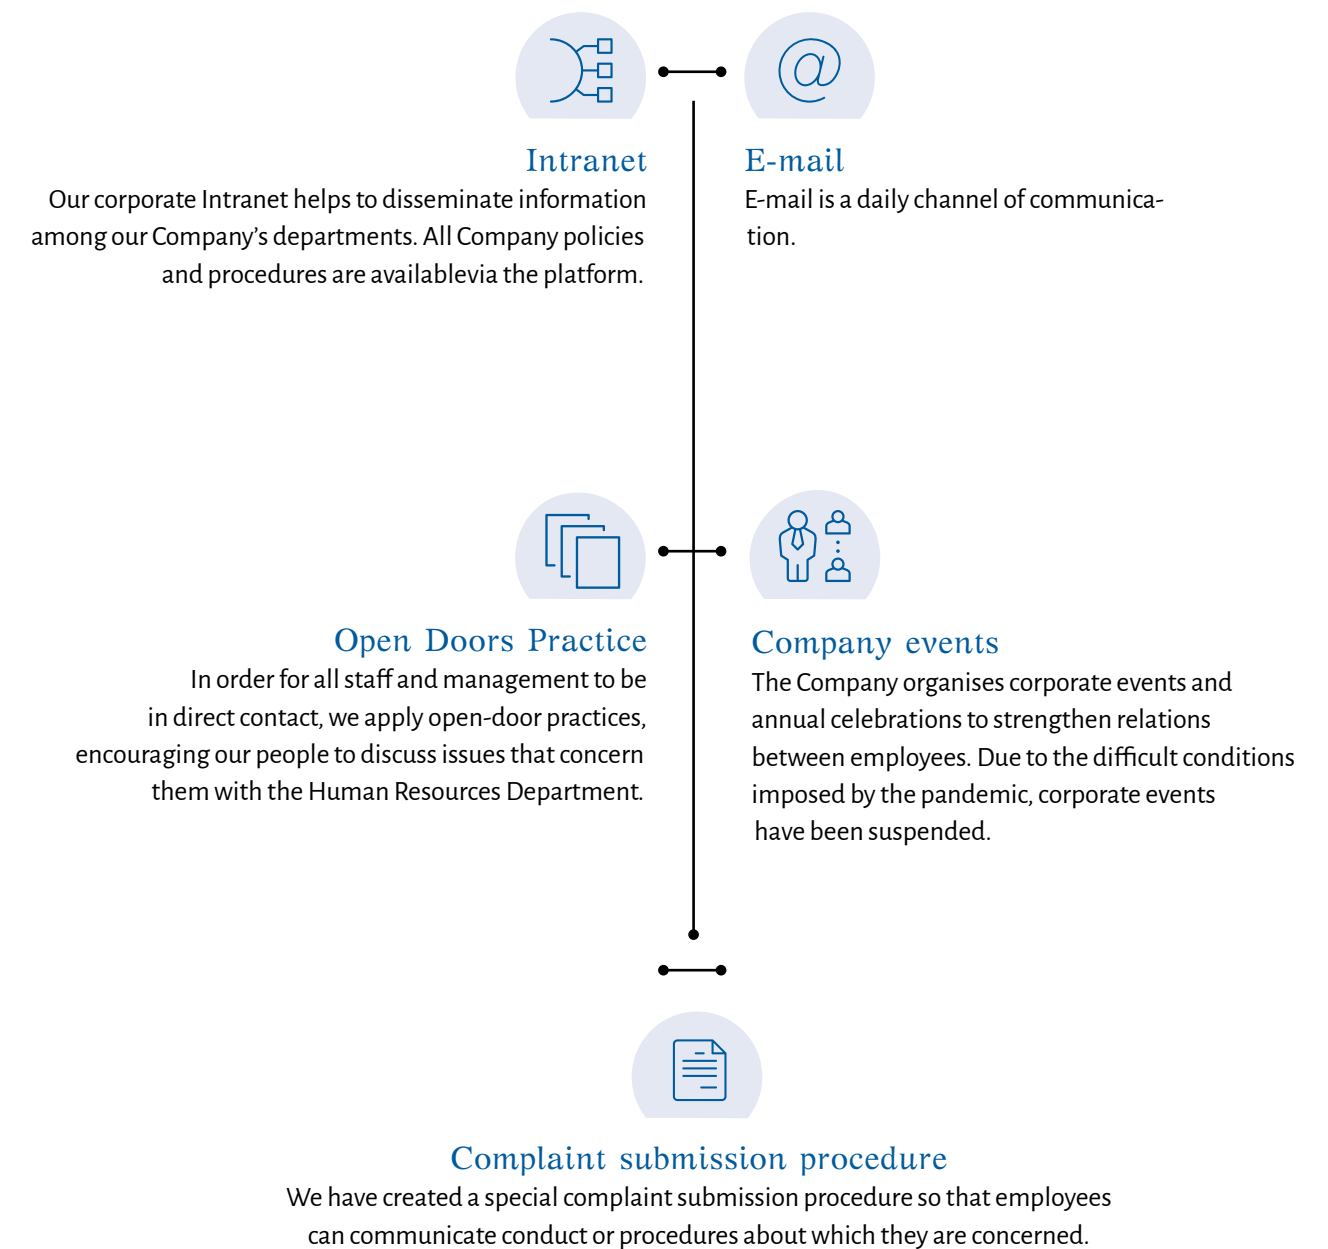 Intranet
Our corporate Intranet helps to disseminate information
among our Company’s departments. All Company policies
and procedures are availablevia the platform.
E-mail
E-mail is a daily channel of communica-
tion.
Open Doors Practice
In order for all staff and management to be
in direct contact, we apply open-door practices,
encouraging our people to discuss issues that concern
them with the Human Resources Department.
Company events
The Company organises corporate events and
annual celebrations to strengthen relations
between employees. Due to the difficult conditions
imposed by the pandemic, corporate events
have been suspended.
Complaint submission procedure
We have created a special complaint submission procedure so that employees
can communicate conduct or procedures about which they are concerned.